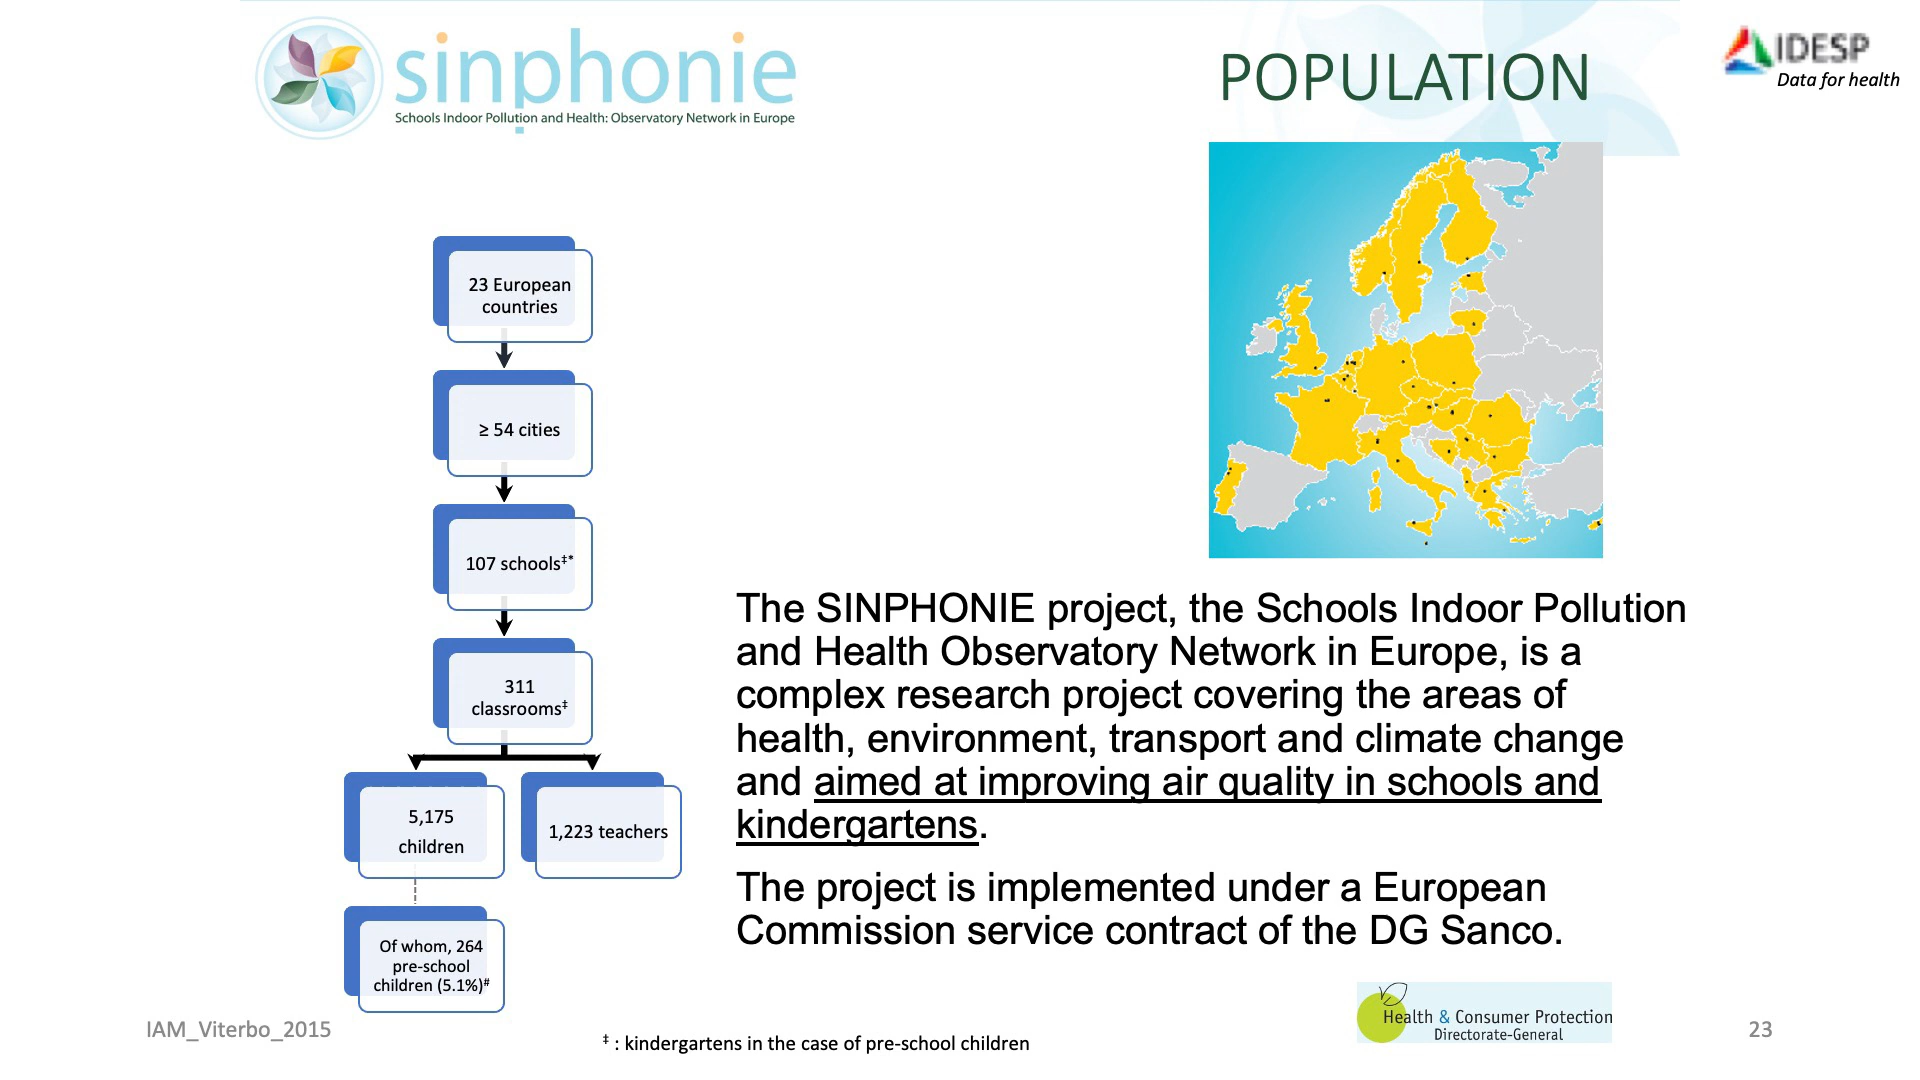 sinphonie
Schools Indoor Pollution and Health: Observatory Network in Europe
POPULATION
IDESP
Data for health
23 European
countries
≥ 54 cities
107 schools‡*
311
classrooms‡
5,175
children
1,223 teachers
Of whom, 264
pre-school
children (5.1%)#
The SINPHONIE project, the Schools Indoor Pollution
and Health Observatory Network in Europe, is a
complex research project covering the areas of
health, environment, transport and climate change
and aimed at improving air quality in schools and
kindergartens.
The project is implemented under a European
Commission service contract of the DG Sanco.
Health & Consumer Protection
Directorate-General
IAM_Viterbo_2015
‡ : kindergartens in the case of pre-school children
23